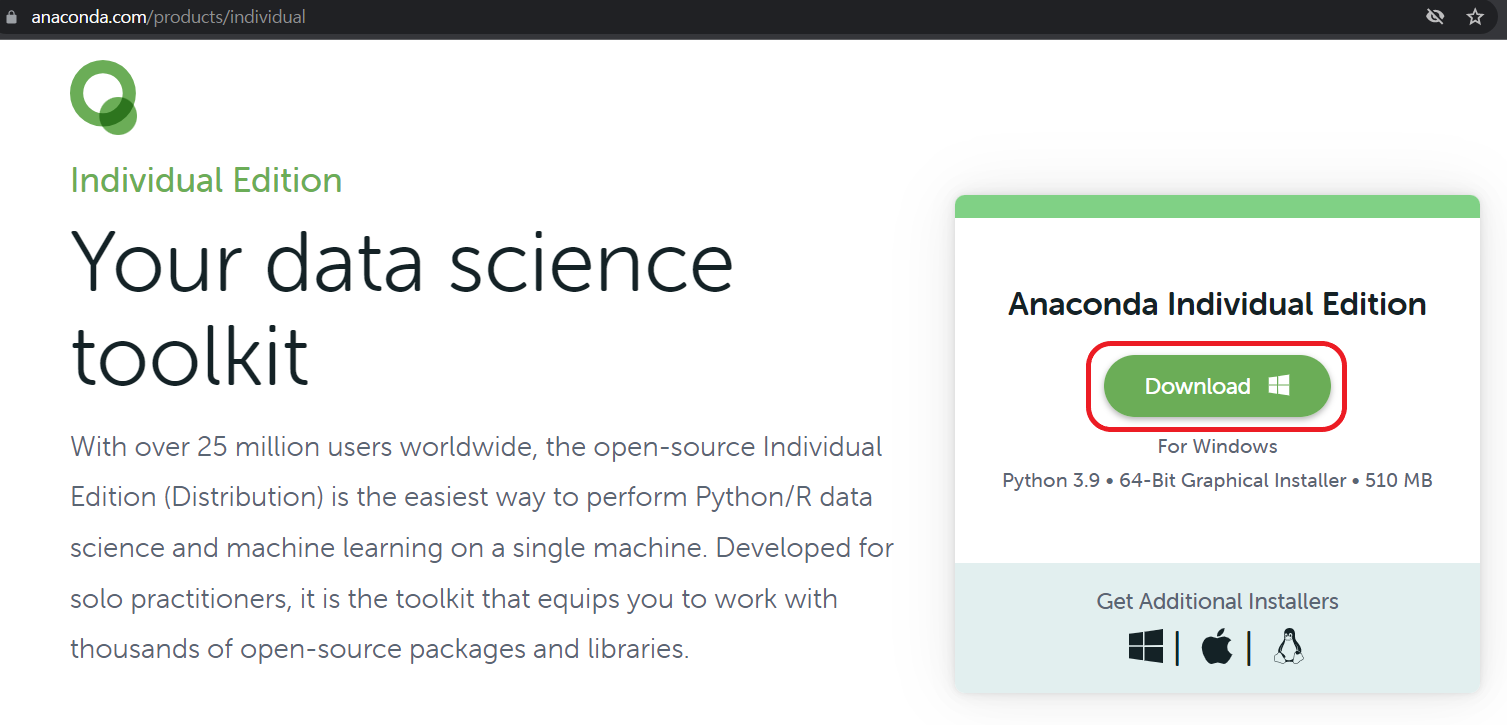 anaconda.com/products/individual
Individual Edition
Your data science
toolkit
With over 25 million users worldwide, the open-source Individual
Edition (Distribution) is the easiest way to perform Python/R data
science and machine learning on a single machine. Developed for
solo practitioners, it is the toolkit that equips you to work with
thousands of open-source packages and libraries.
Anaconda Individual Edition
Download
For Windows
Python 3.9 • 64-Bit Graphical Installer • 510 MB
Get Additional Installers